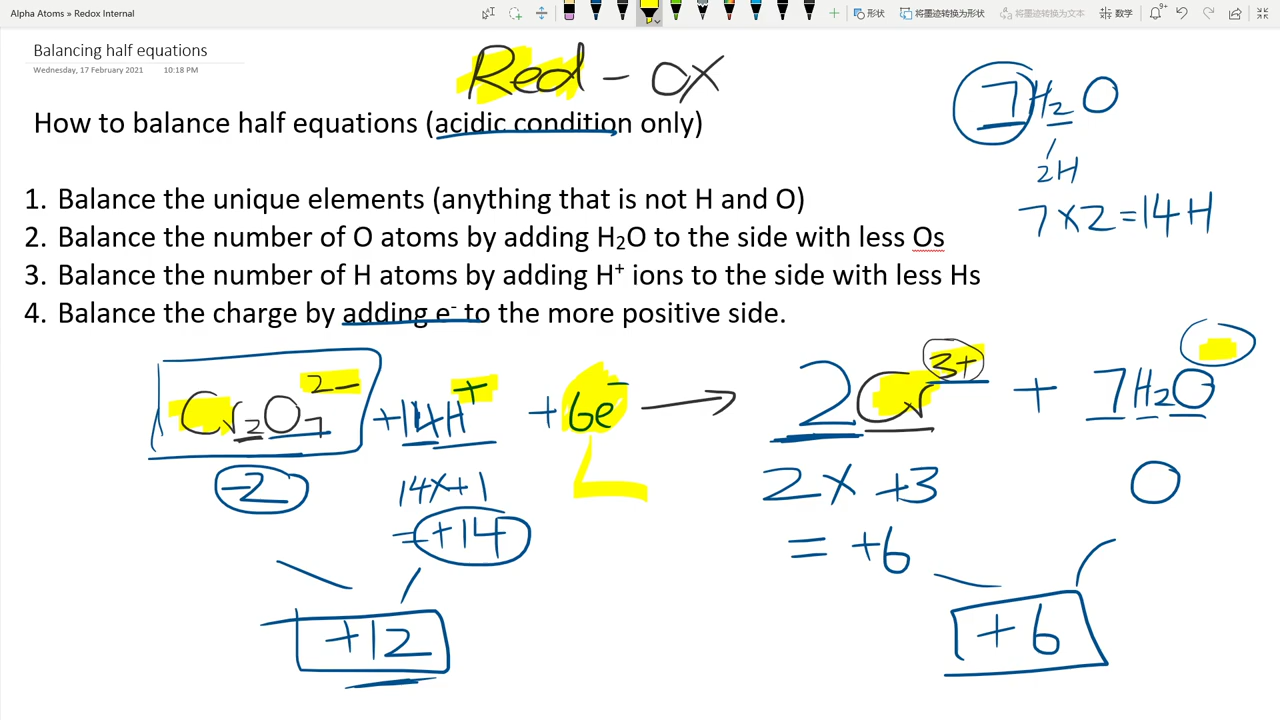 Alpha Atoms » Redox Internal
形状 将墨迹转换为形状 将墨迹转换为文本 数学 9+
Balancing half equations
Wednesday, 17 February 2021 10:18 PM
Red - OX
7H₂O
2H
7×2=14H
How to balance half equations (acidic condition only)
1. Balance the unique elements (anything that is not H and O)
2. Balance the number of O atoms by adding H₂O to the side with less Os
3. Balance the number of H atoms by adding H⁺ ions to the side with less Hs
4. Balance the charge by adding e⁻ to the more positive side.
Cr₂O₇²⁻ +14H⁺ +6e⁻ → 2Cr³⁺ + 7H₂O
-2 14x+1 2x+3 0
=+14 = +6
+12 +6